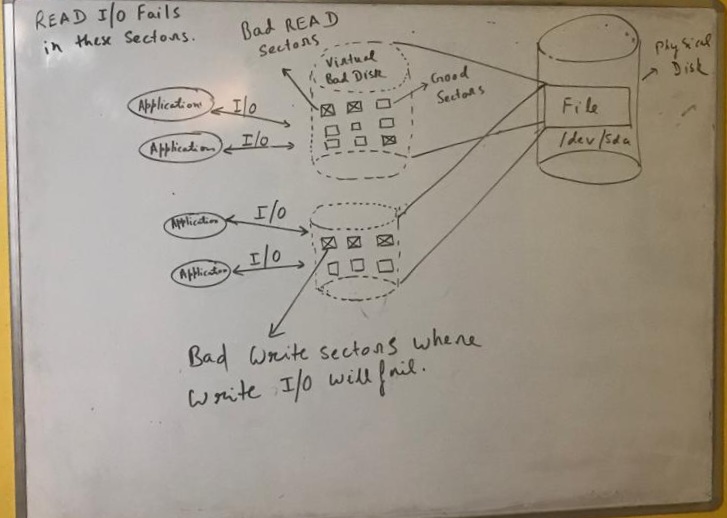 READ I/O Fails
in these Sectors.
Bad READ
Sectors
Virtual
Bad Disk
Good
Sectors
Physical
Disk
File
/dev/sda
Application
I/O
Application
I/O
Application
I/O
Application
I/O
Bad Write sectors where
Write I/O will fail.